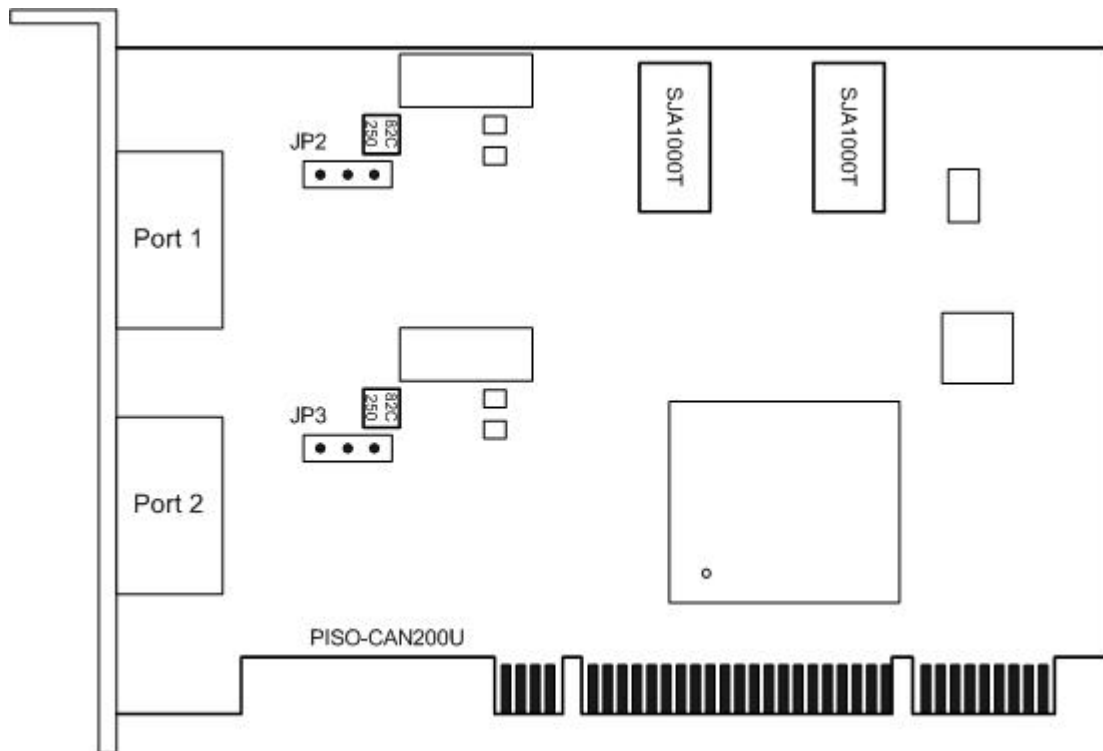 SJA1000T
SJA1000T
82C
250
JP2
Port 1
82C
250
JP3
Port 2
PISO-CAN200U